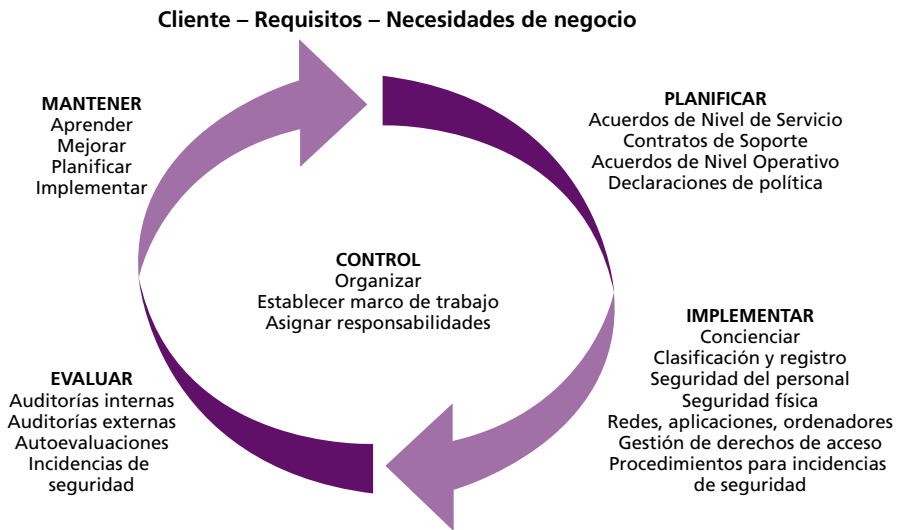 Cliente – Requisitos – Necesidades de negocio
MANTENER
Aprender
Mejorar
Planificar
Implementar
PLANIFICAR
Acuerdos de Nivel de Servicio
Contratos de Soporte
Acuerdos de Nivel Operativo
Declaraciones de política
CONTROL
Organizar
Establecer marco de trabajo
Asignar responsabilidades
EVALUAR
Auditorías internas
Auditorías externas
Autoevaluaciones
Incidencias de
seguridad
IMPLEMENTAR
Concienciar
Clasificación y registro
Seguridad del personal
Seguridad física
Redes, aplicaciones, ordenadores
Gestión de derechos de acceso
Procedimientos para incidencias
de seguridad